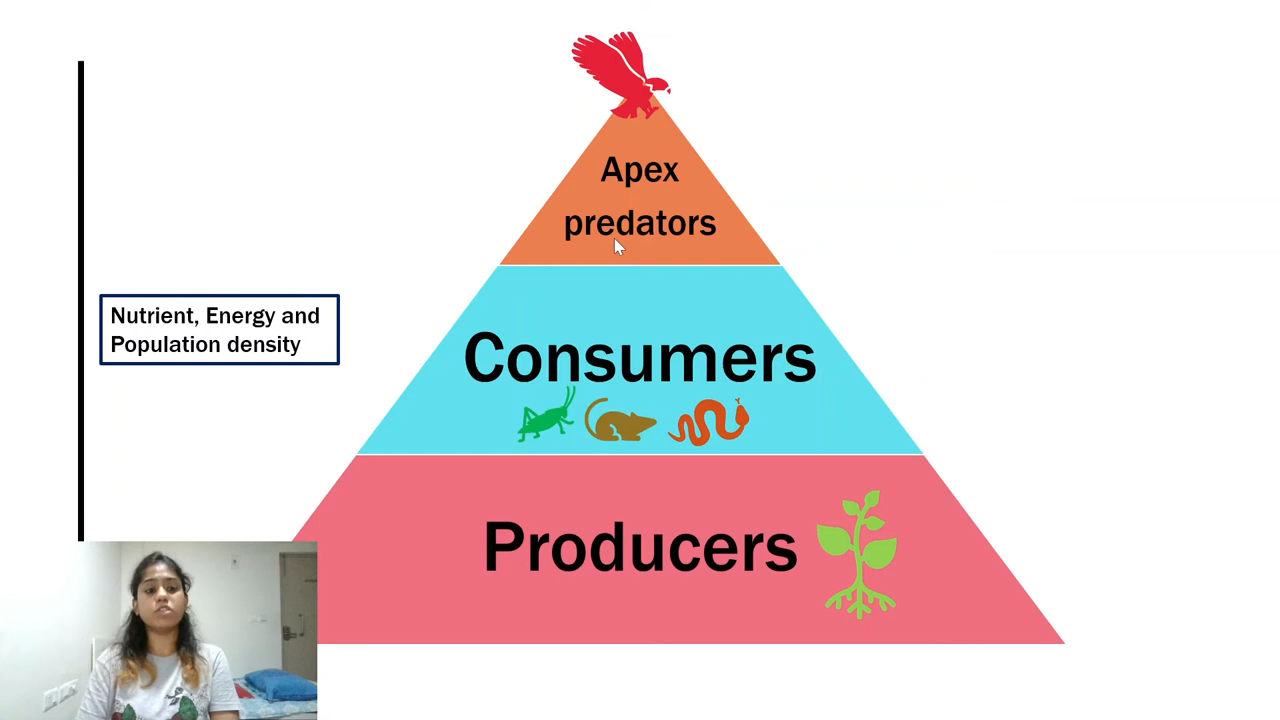 Apex
predators
Nutrient, Energy and
Population density
Consumers
Producers